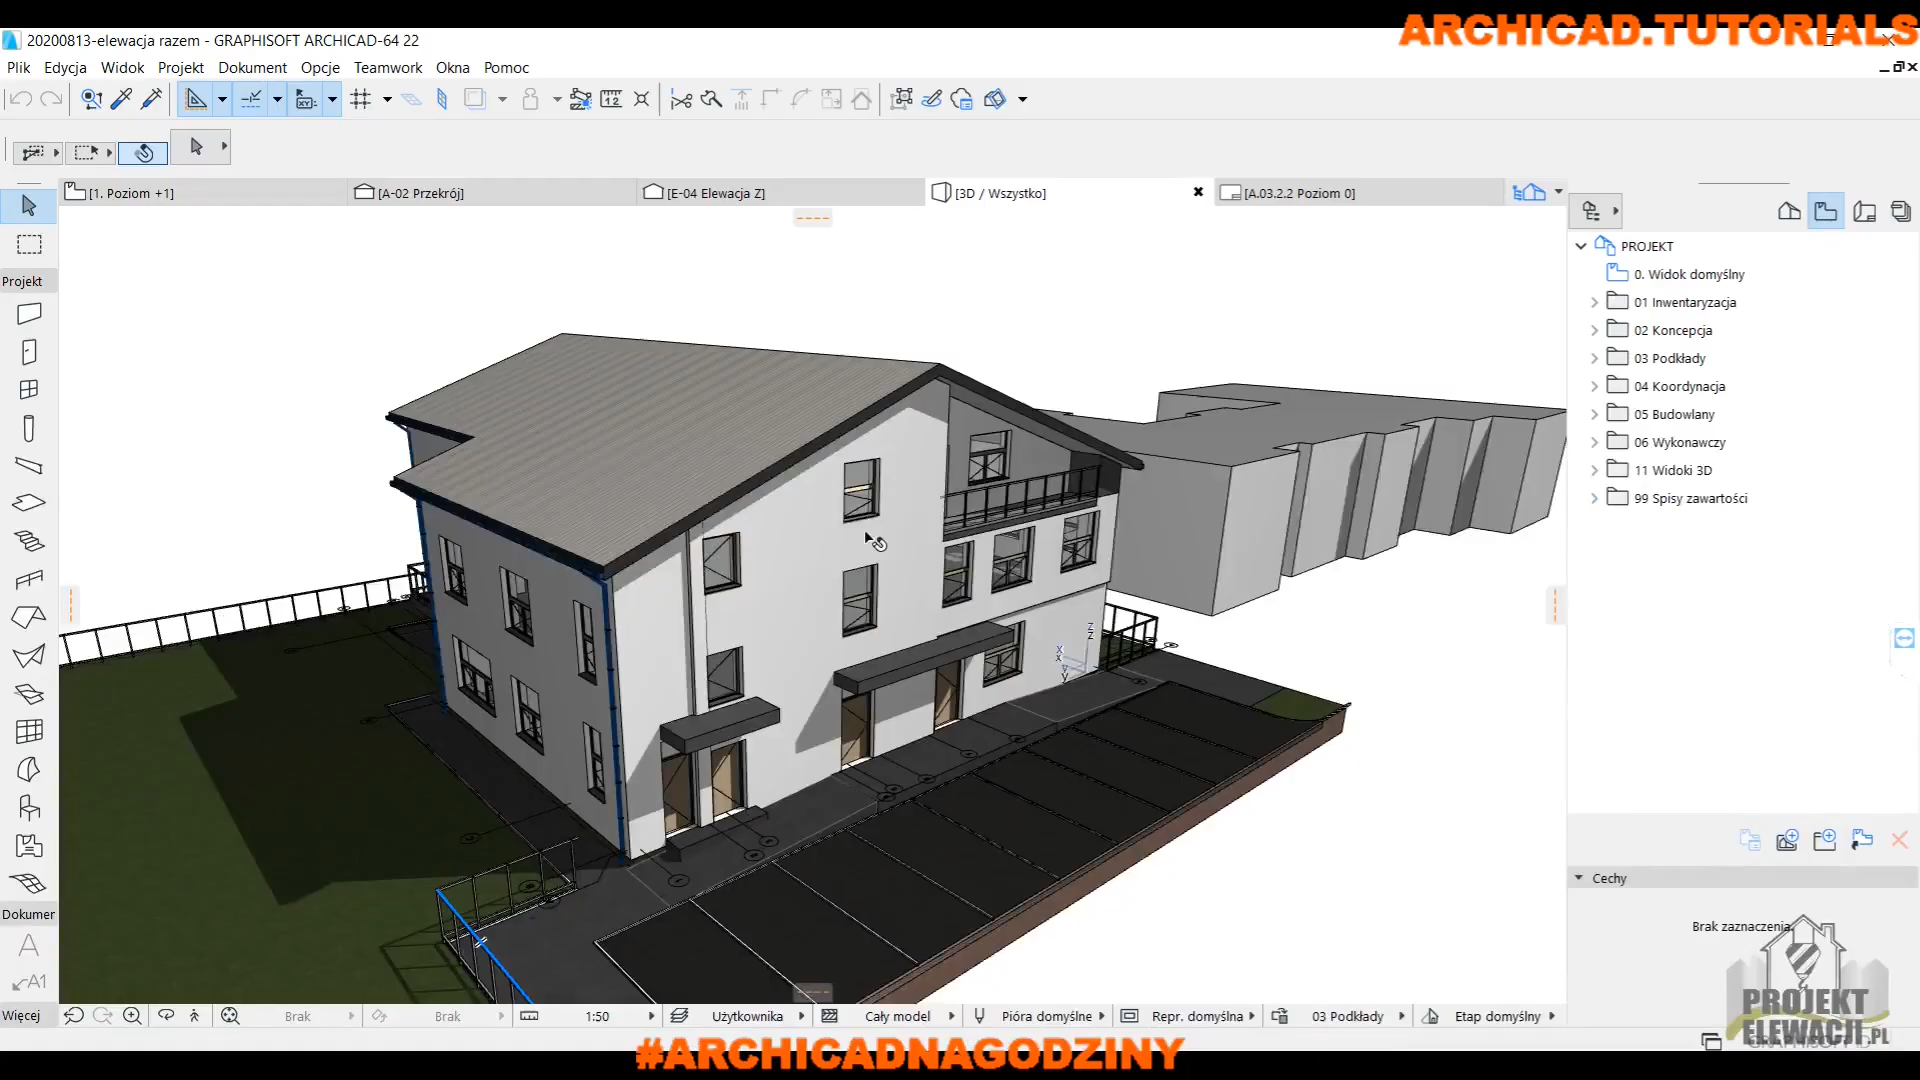 ARCHICAD.TUTORIALS
20200813-elewacja razem - GRAPHISOFT ARCHICAD-64 22
Plik Edycja Widok Projekt Dokument Opcje Teamwork Okna Pomoc
[1. Poziom +1] [A-02 Przekrój] [E-04 Elewacja Z] [3D / Wszystko] [A.03.2.2 Poziom 0]
Projekt
PROJEKT
0. Widok domyślny
01 Inwentaryzacja
02 Koncepcja
03 Podkłady
04 Koordynacja
05 Budowlany
06 Wykonawczy
11 Widoki 3D
99 Spisy zawartości
Cechy
Brak zaznaczenia
Dokumer
A
A1
Więcej Brak Brak 1:50 Użytkownika Cały model Pióra domyślne Repr. domyślna 03 Podkłady Etap domyślny
PROJEKT
ELEWACJI.PL
#ARCHICADNAGODZINY